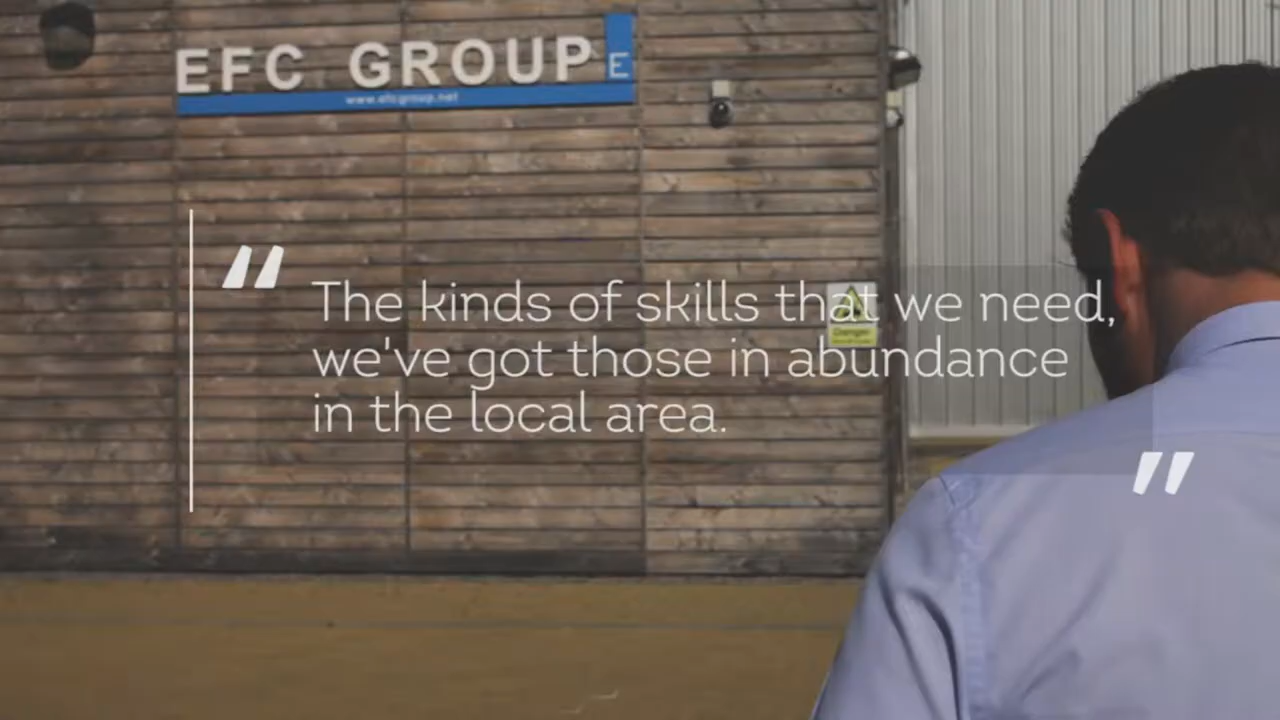 EFC GROUP E
www.efcgroup.net
“
The kinds of skills that we need,
we've got those in abundance
in the local area.
”
Danger